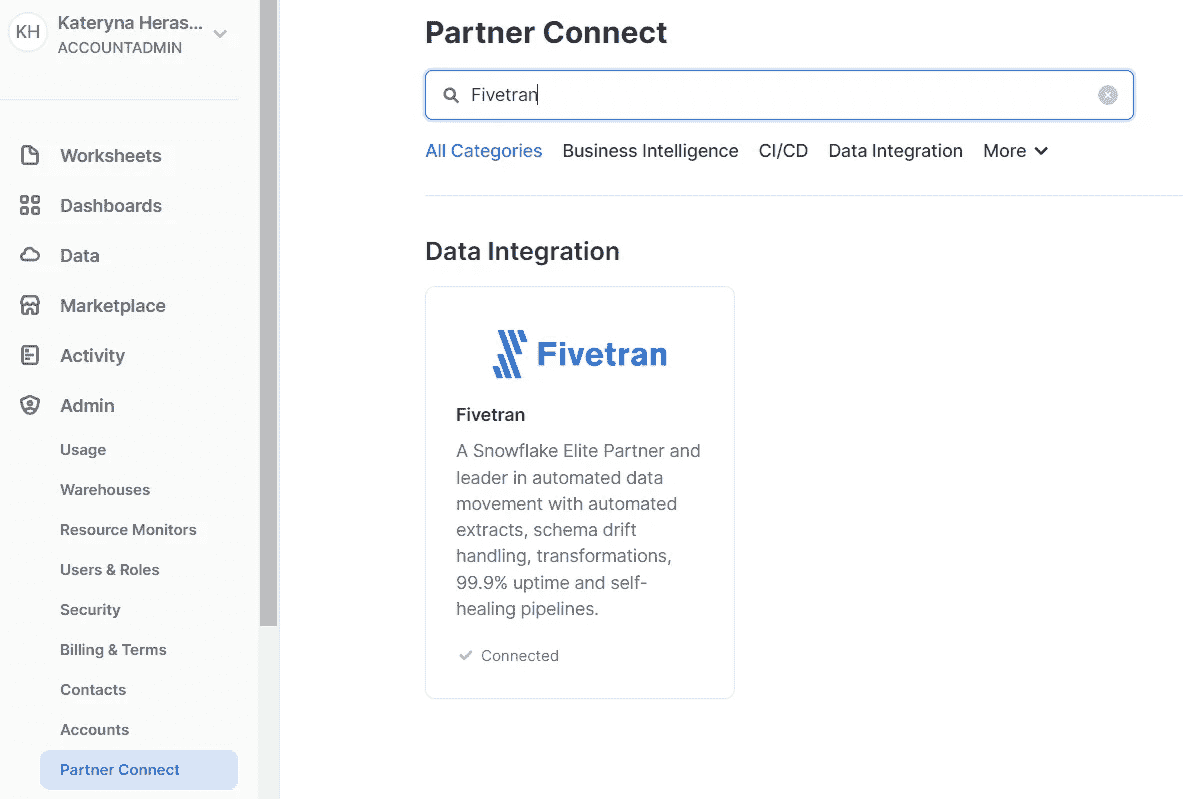 KH
Kateryna Heras...
ACCOUNTADMIN
Worksheets
Dashboards
Data
Marketplace
Activity
Admin
Usage
Warehouses
Resource Monitors
Users & Roles
Security
Billing & Terms
Contacts
Accounts
Partner Connect
Partner Connect
Fivetran
All Categories Business Intelligence CI/CD Data Integration More
Data Integration
Fivetran
Fivetran
A Snowflake Elite Partner and
leader in automated data
movement with automated
extracts, schema drift
handling, transformations,
99.9% uptime and self-
healing pipelines.
Connected